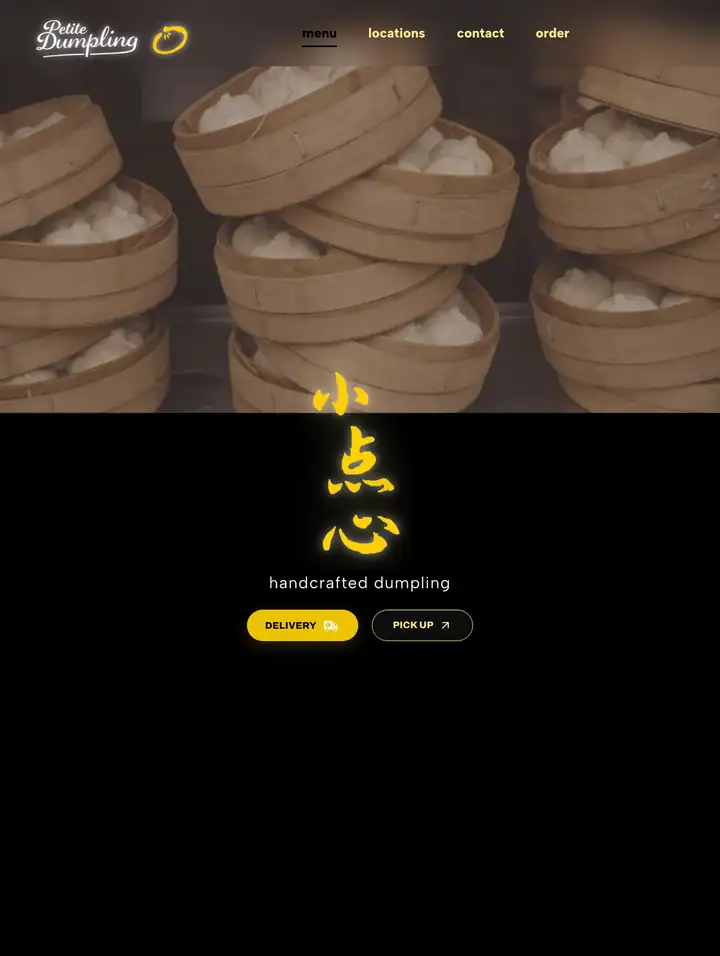 Petite
Dumpling
menu locations contact order
小
点
心
handcrafted dumpling
DELIVERY PICK UP